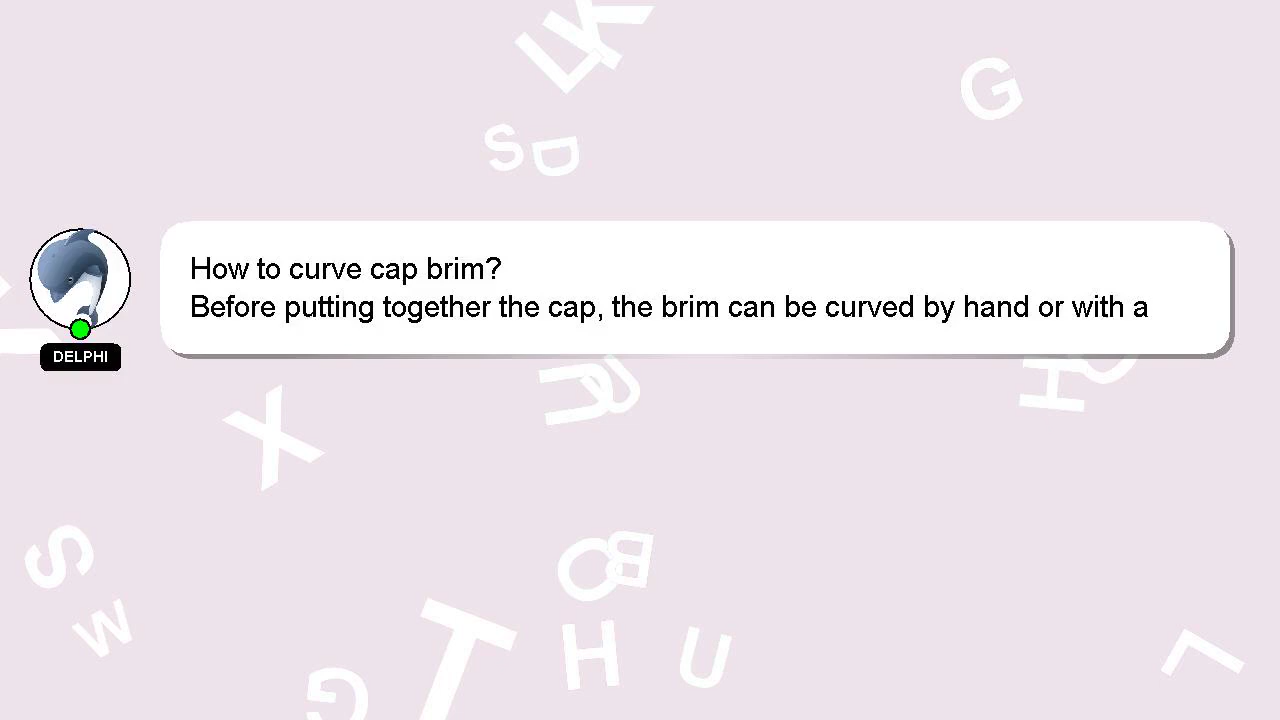 L
K
G
S
D
How to curve cap brim?
Before putting together the cap, the brim can be curved by hand or with a
DELPHI
X
H
S
C
B
W
T
H
U
G
L